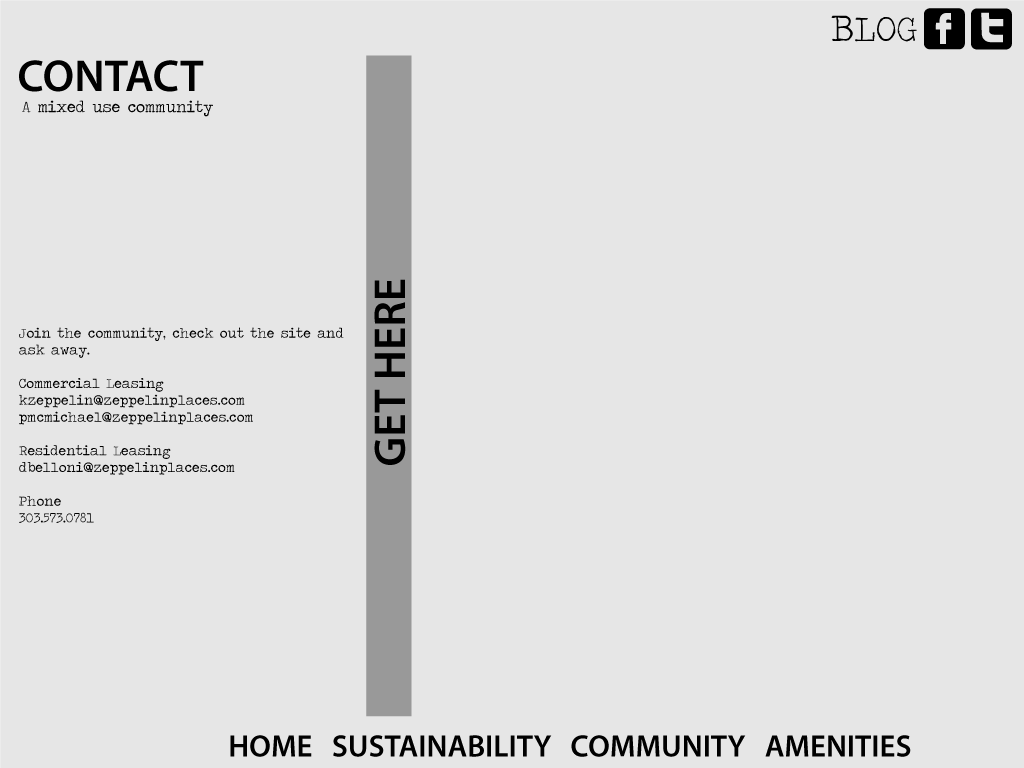 BLOG
CONTACT
A mixed use community
GET HERE
Join the community, check out the site and
ask away.
Commercial Leasing
kzeppelin@zeppelinplaces.com
pmcmichael@zeppelinplaces.com
Residential Leasing
dbelloni@zeppelinplaces.com
Phone
303.573.0781
HOME SUSTAINABILITY COMMUNITY AMENITIES